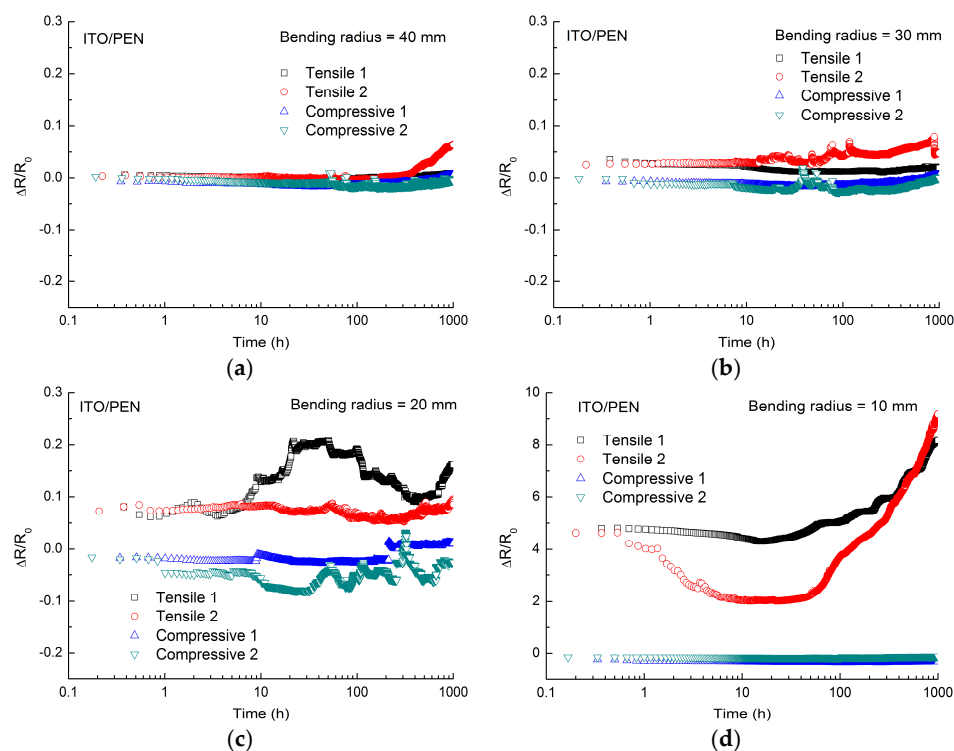 ITO/PEN
Bending radius = 40 mm
Tensile 1
Tensile 2
Compressive 1
Compressive 2
0.3
0.2
0.1
0.0
-0.1
-0.2
ΔR/R0
0.1 1 10 100 1000
Time (h)
(a)
ITO/PEN
Bending radius = 30 mm
Tensile 1
Tensile 2
Compressive 1
Compressive 2
0.3
0.2
0.1
0.0
-0.1
-0.2
ΔR/R0
0.1 1 10 100 1000
Time (h)
(b)
ITO/PEN
Bending radius = 20 mm
0.3
0.2
0.1
0.0
-0.1
-0.2
ΔR/R0
Tensile 1
Tensile 2
Compressive 1
Compressive 2
0.1 1 10 100 1000
Time (h)
(c)
ITO/PEN
Bending radius = 10 mm
Tensile 1
Tensile 2
Compressive 1
Compressive 2
10
8
6
4
2
0
ΔR/R0
0.1 1 10 100 1000
Time (h)
(d)